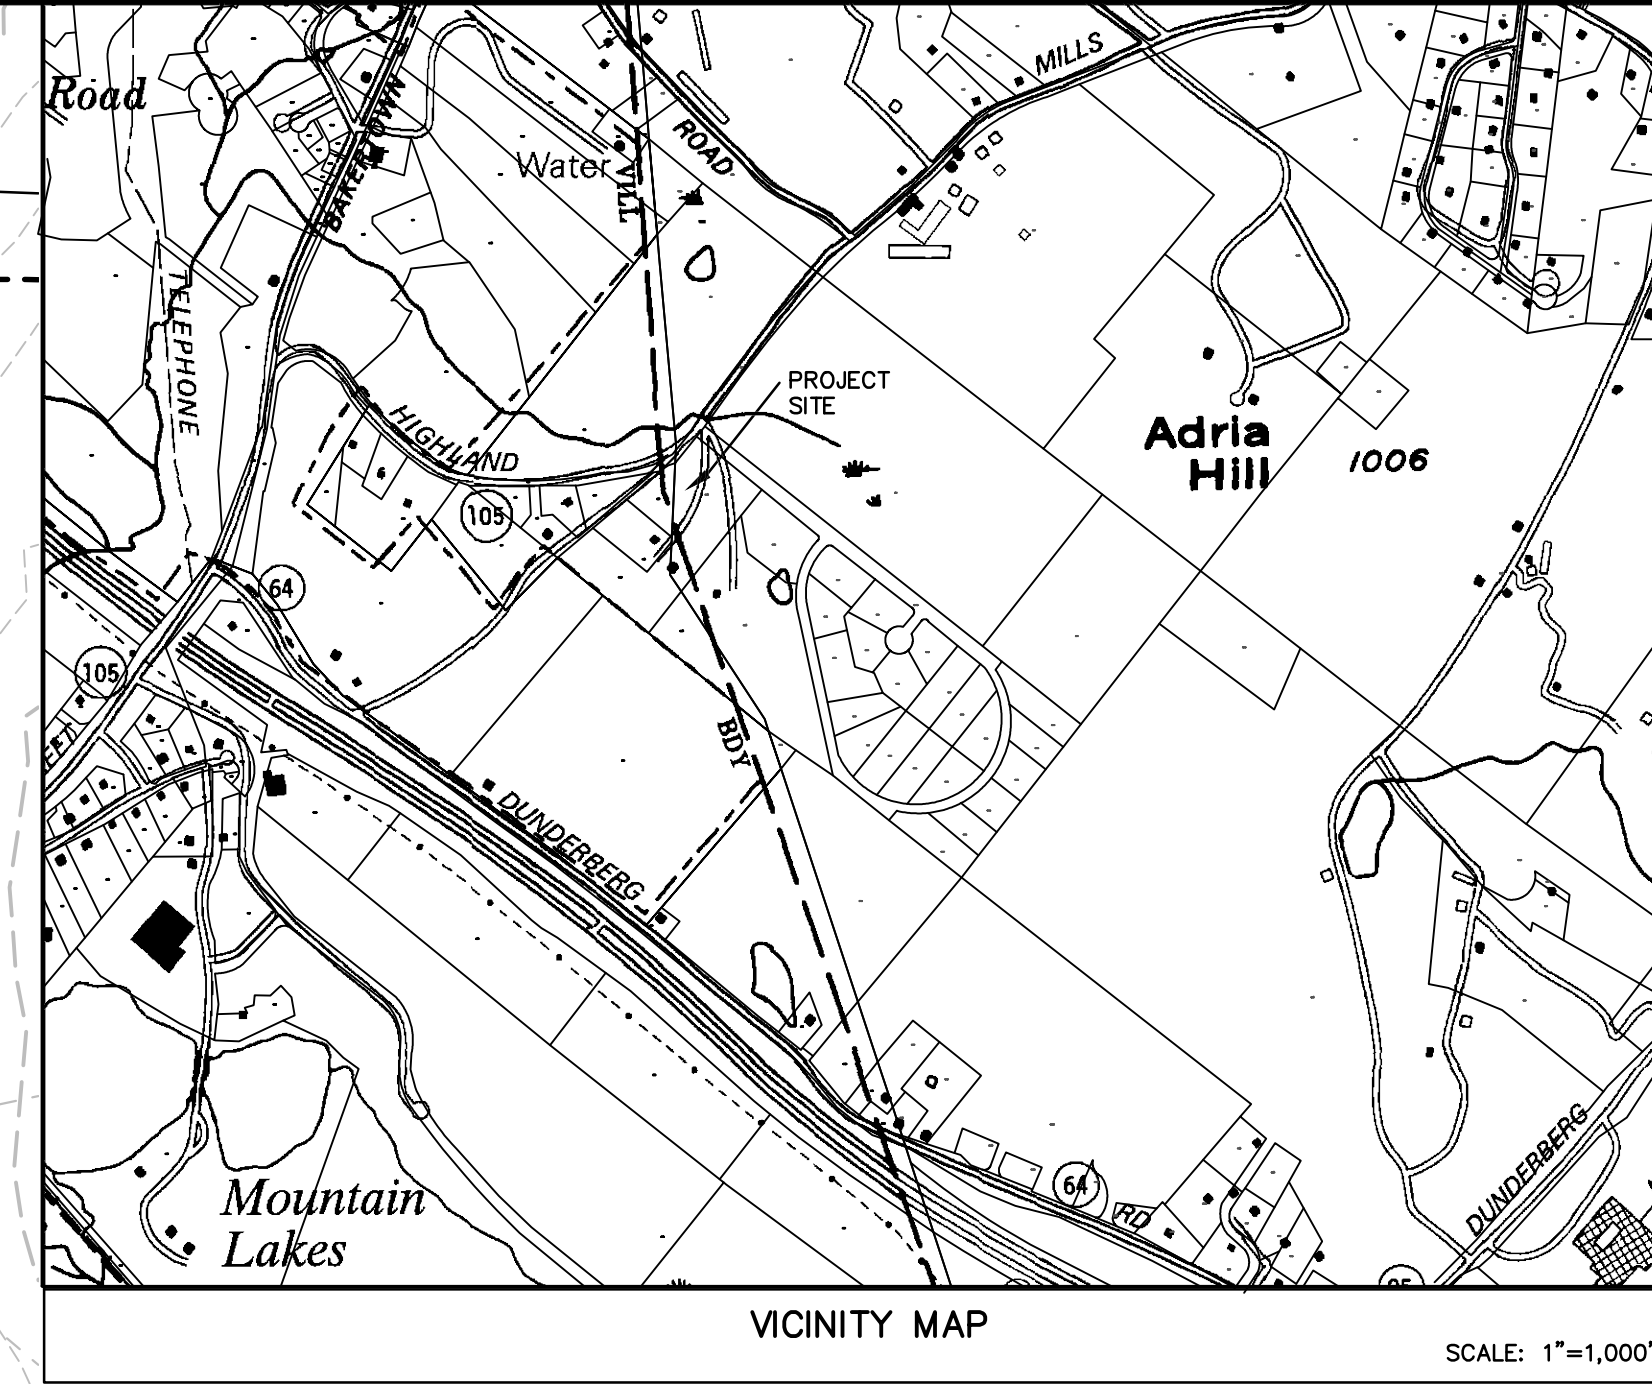 MILLS
Road
BAKERTOWN
ROAD
Water
VILL
TELEPHONE
PROJECT
SITE
HIGHLAND
Adria
Hill
1006
105
64
105
BDY
DUNDERBERG
Mountain
Lakes
64
RD
DUNDERBERG
VICINITY MAP
SCALE: 1"=1,000'